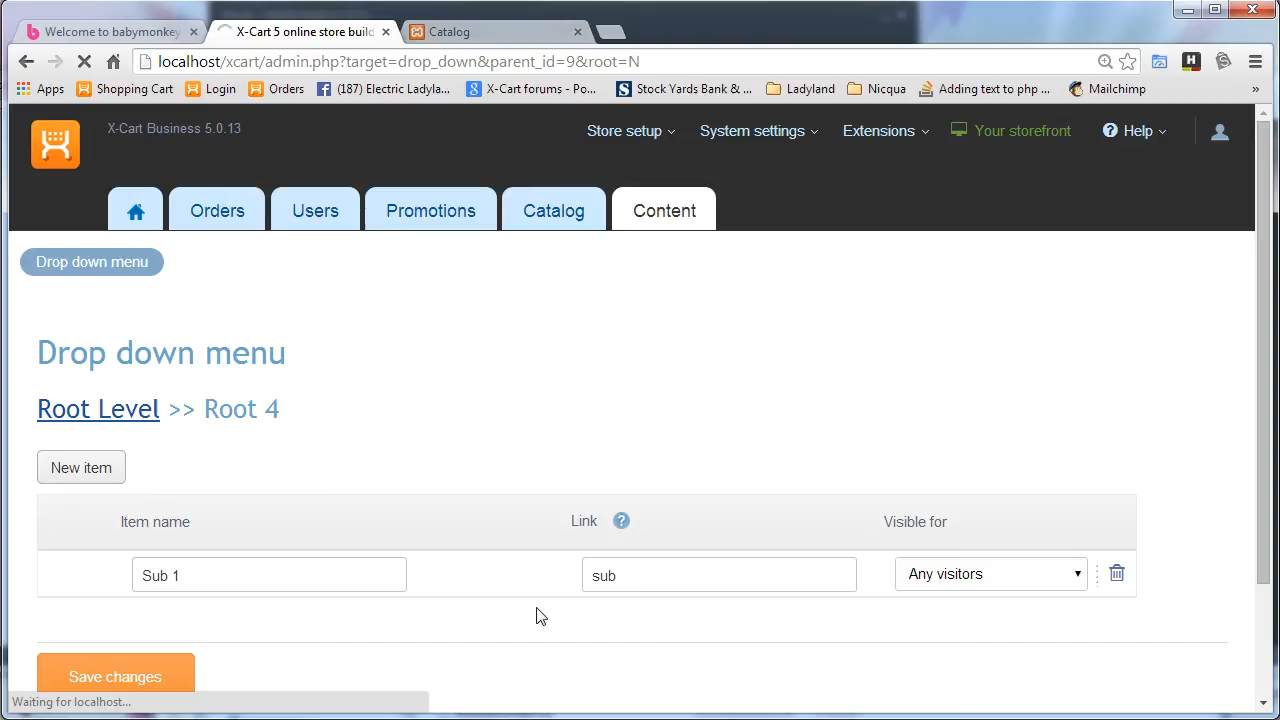 Welcome to babymonkey
X-Cart 5 online store build
Catalog
localhost/xcart/admin.php?target=drop_down&parent_id=9&root=N
Apps
Shopping Cart
Login
Orders
(187) Electric Ladyla...
X-Cart forums - Po...
Stock Yards Bank & ...
Ladyland
Nicqua
Adding text to php ...
Mailchimp
»
X-Cart Business 5.0.13
Store setup
System settings
Extensions
Your storefront
Help
Orders
Users
Promotions
Catalog
Content
Drop down menu
Drop down menu
Root Level >> Root 4
New item
Item name
Link
Visible for
Sub 1
sub
Any visitors
Save changes
Waiting for localhost...